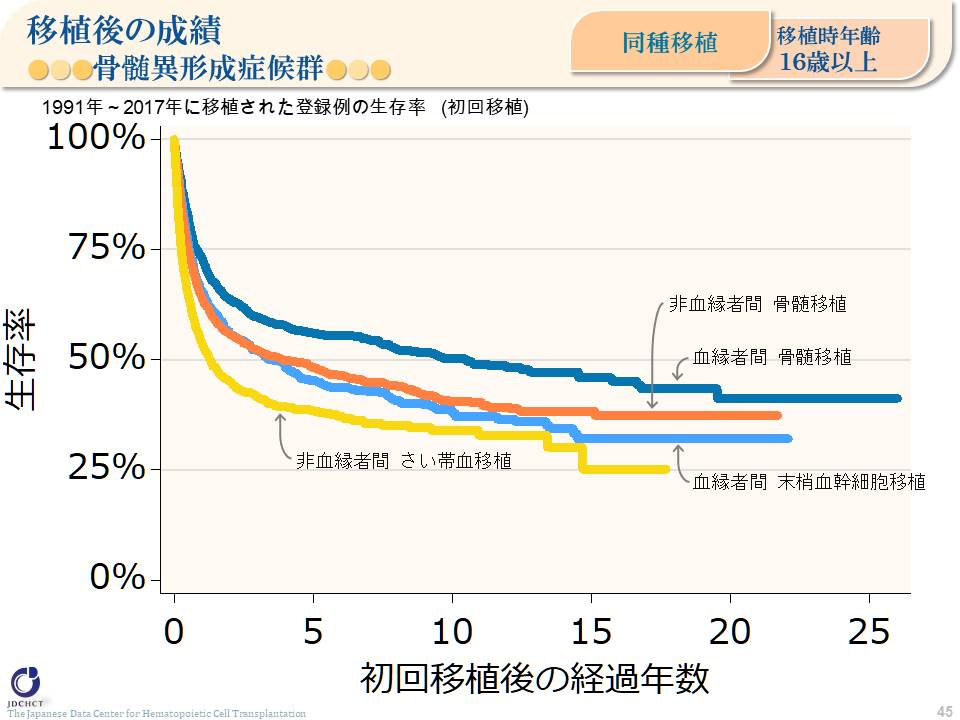 移植後の成績
骨髄異形成症候群
同種移植
移植時年齢
16歳以上
1991年～2017年に移植された登録例の生存率 (初回移植)
100%
75%
50%
25%
0%
生存率
非血縁者間 骨髄移植
血縁者間 骨髄移植
非血縁者間 さい帯血移植
血縁者間 末梢血幹細胞移植
0 5 10 15 20 25
初回移植後の経過年数
JDCHCT
The Japanese Data Center for Hematopoietic Cell Transplantation
45